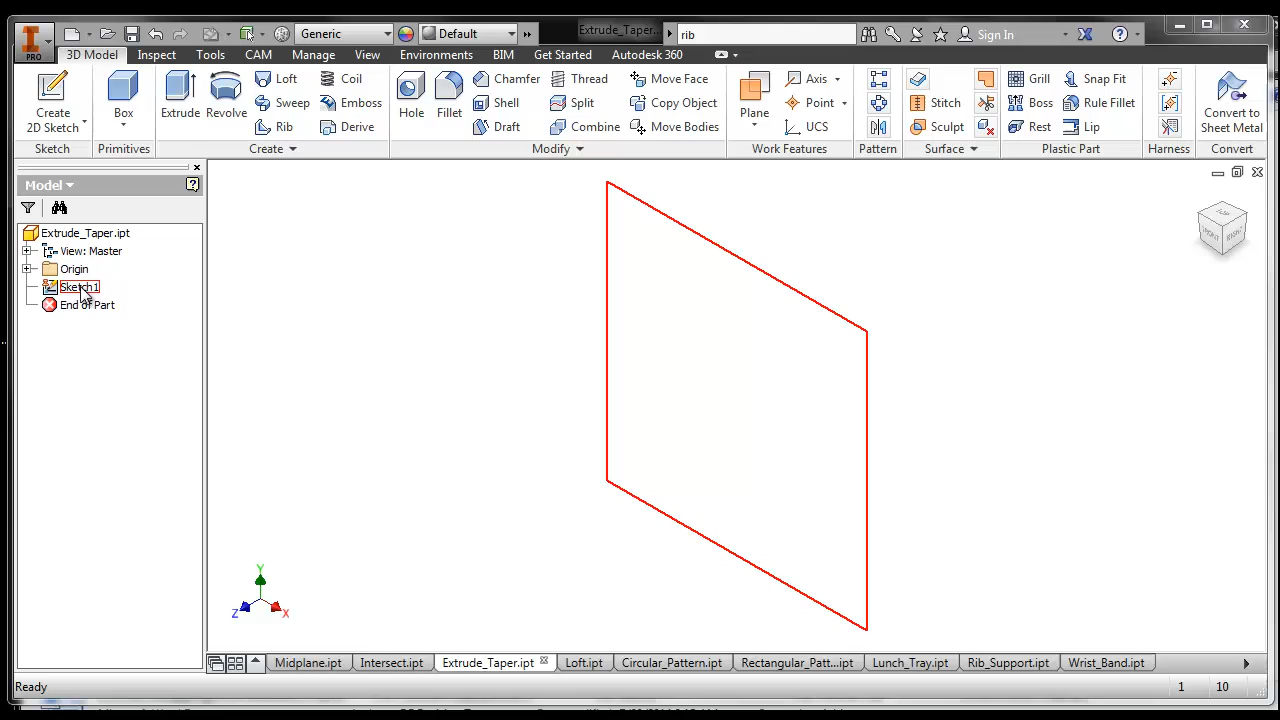 PRO
Generic
Default
Extrude_Taper...
rib
Sign In
3D Model Inspect Tools CAM Manage View Environments BIM Get Started Autodesk 360
Create 2D Sketch
Box
Extrude
Revolve
Loft
Sweep
Rib
Coil
Emboss
Derive
Hole
Fillet
Chamfer
Shell
Draft
Thread
Split
Combine
Move Face
Copy Object
Move Bodies
Plane
Axis
Point
UCS
Stitch
Sculpt
Grill
Boss
Rest
Snap Fit
Rule Fillet
Lip
Convert to Sheet Metal
Sketch Primitives Create Modify Work Features Pattern Surface Plastic Part Harness Convert
Model
Extrude_Taper.ipt
View: Master
Origin
Sketch1
End of Part
TOP
FRONT
RIGHT
Y
Z
X
Midplane.ipt Intersect.ipt Extrude_Taper.ipt Loft.ipt Circular_Pattern.ipt Rectangular_Patt...ipt Lunch_Tray.ipt Rib_Support.ipt Wrist_Band.ipt
Ready 1 10